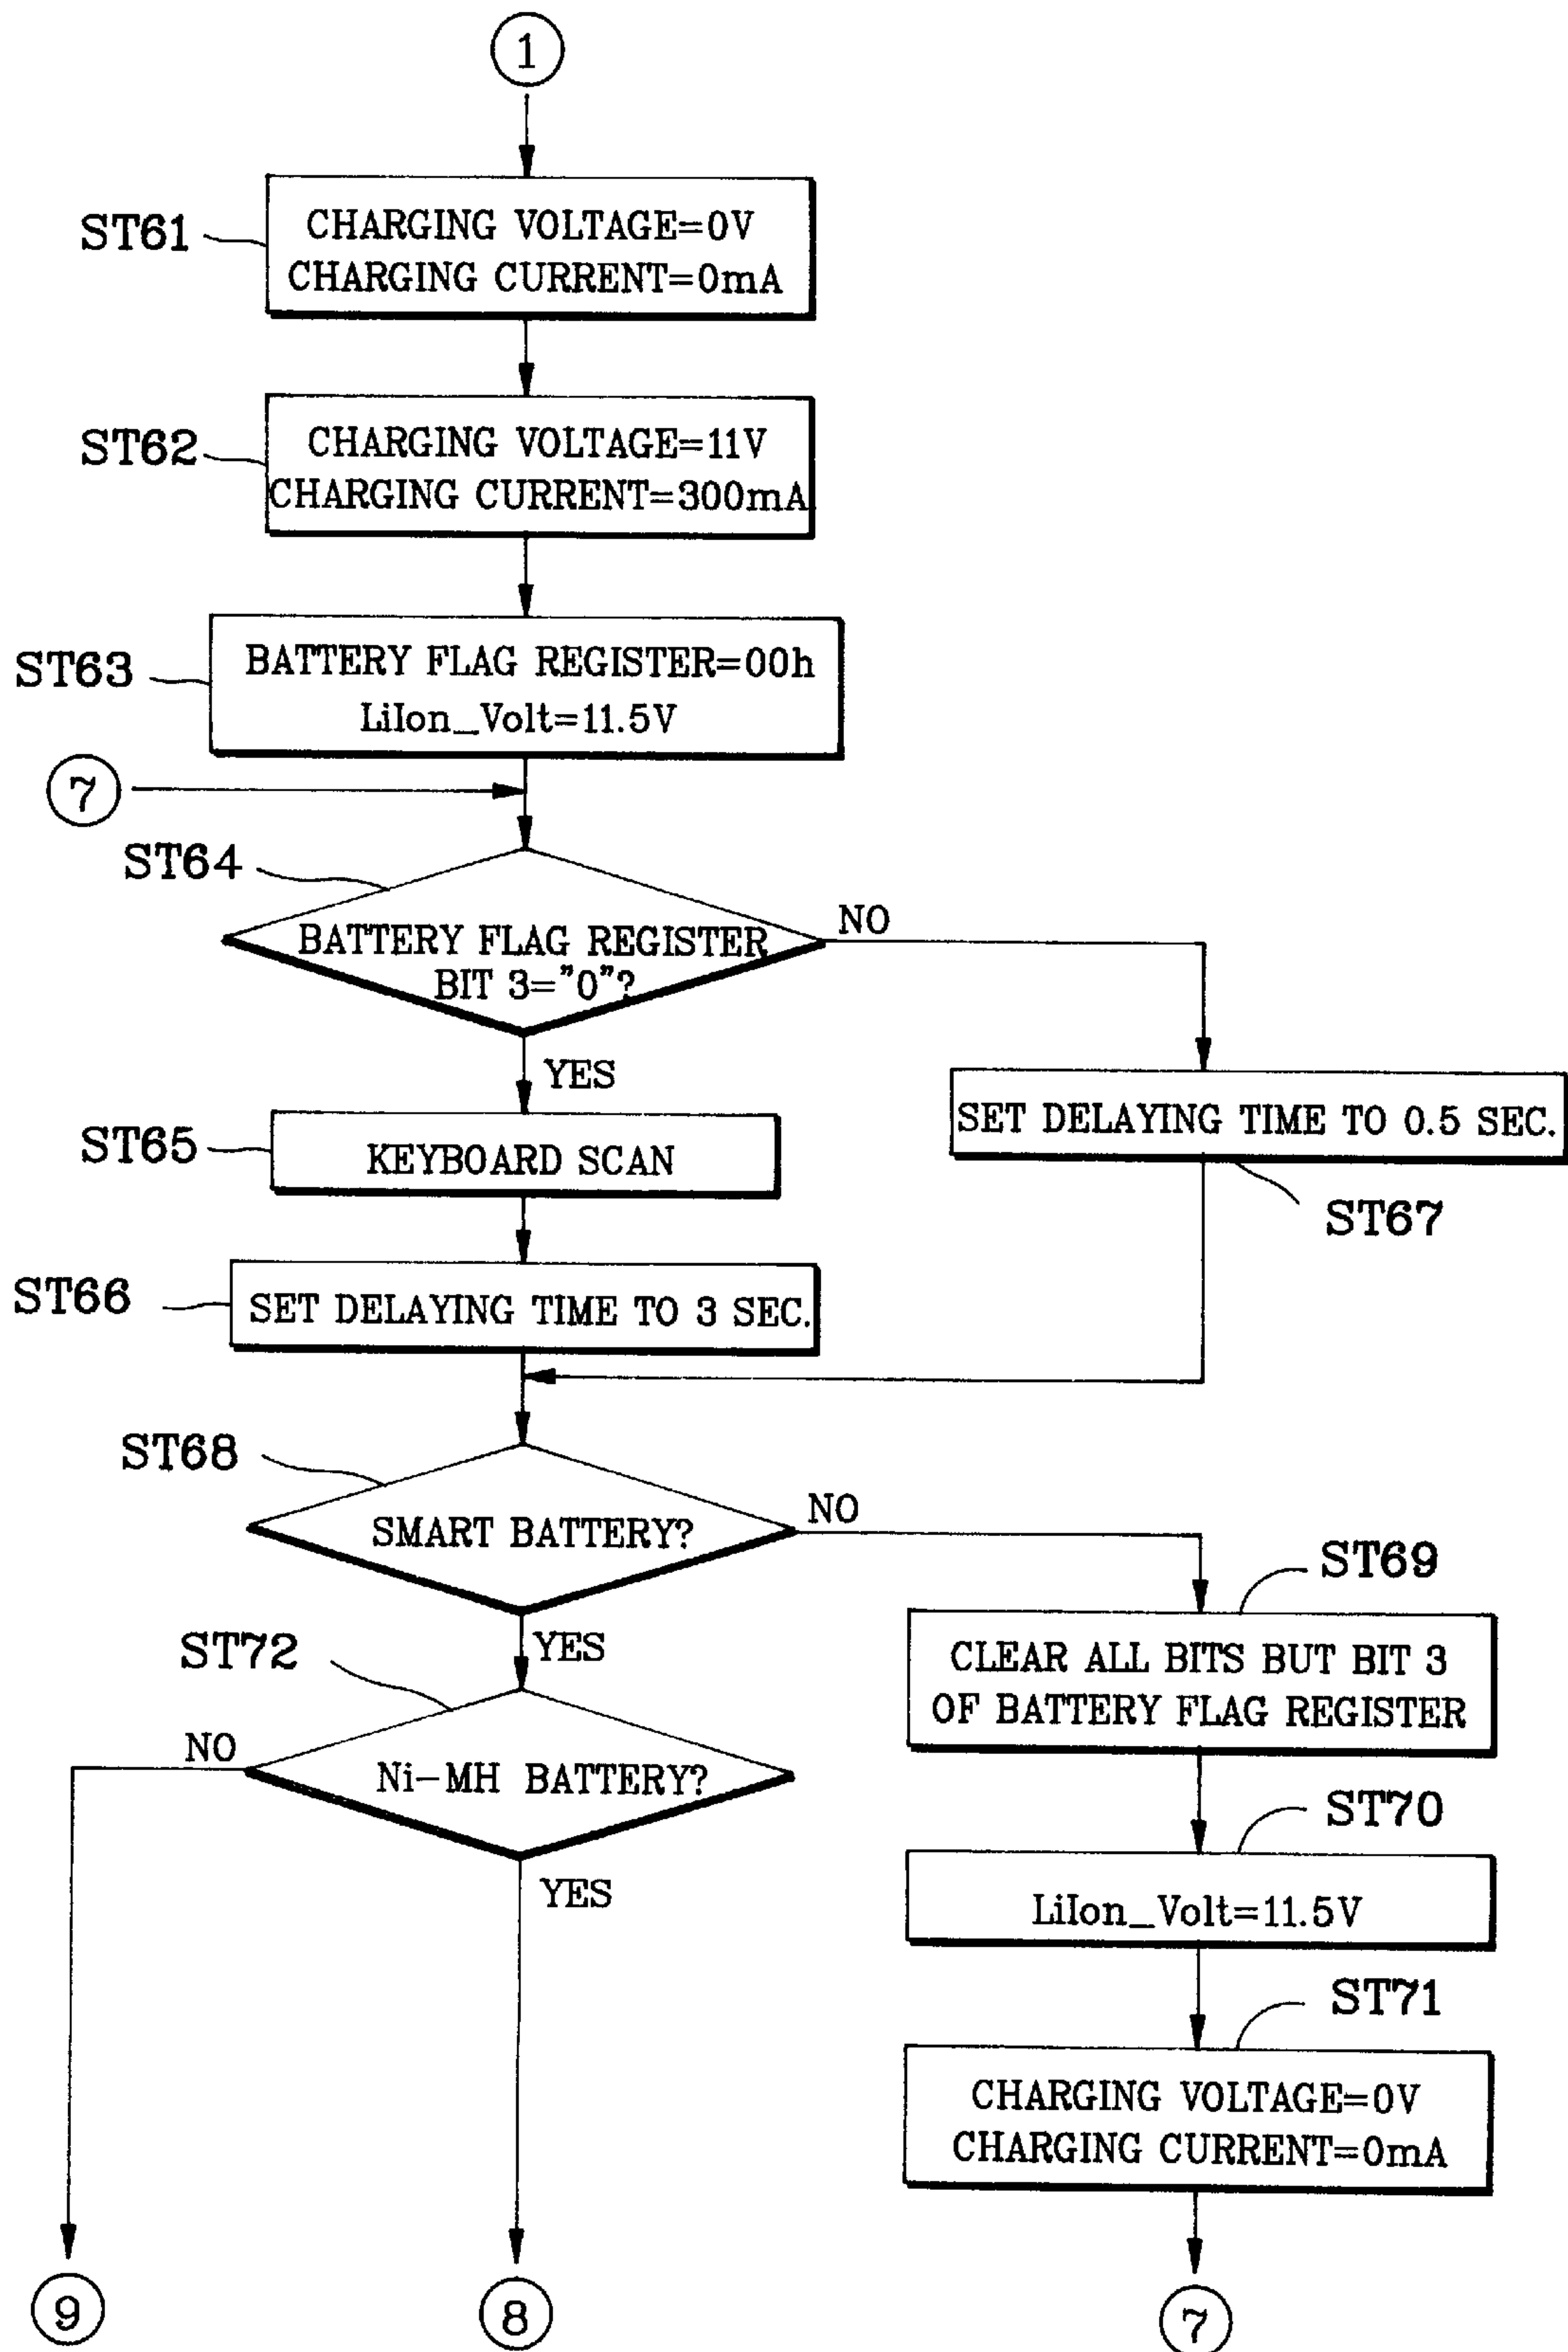 1
ST61
CHARGING VOLTAGE=0V
CHARGING CURRENT=0mA
ST62
CHARGING VOLTAGE=11V
CHARGING CURRENT=300mA
ST63
BATTERY FLAG REGISTER=00h
LiIon_Volt=11.5V
7
ST64
BATTERY FLAG REGISTER
BIT 3="0"?
NO
YES
ST65
KEYBOARD SCAN
SET DELAYING TIME TO 0.5 SEC.
ST67
ST66
SET DELAYING TIME TO 3 SEC.
ST68
SMART BATTERY?
NO
YES
ST69
CLEAR ALL BITS BUT BIT 3
OF BATTERY FLAG REGISTER
ST72
Ni-MH BATTERY?
NO
YES
ST70
LiIon_Volt=11.5V
ST71
CHARGING VOLTAGE=0V
CHARGING CURRENT=0mA
9
8
7